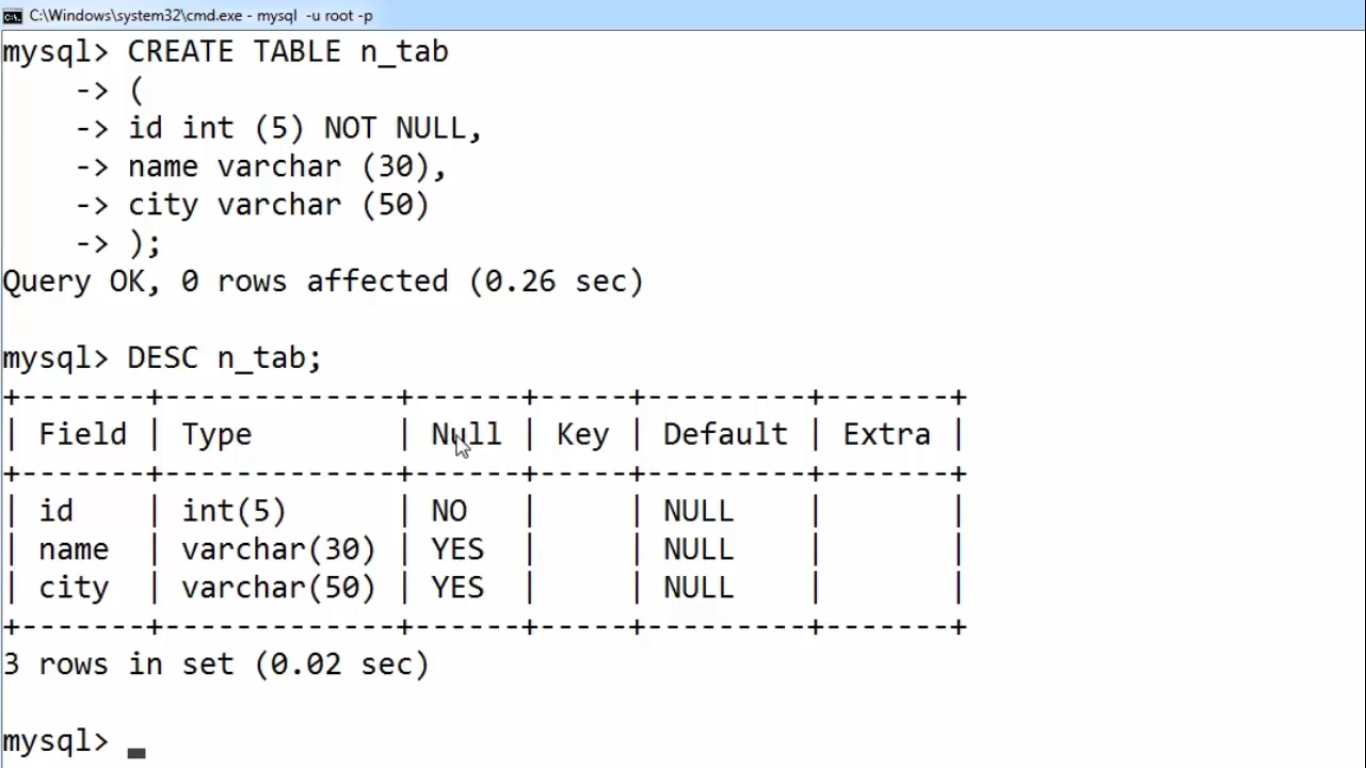 C:\Windows\system32\cmd.exe - mysql  -u root -p
mysql> CREATE TABLE n_tab
    -> (
    -> id int (5) NOT NULL,
    -> name varchar (30),
    -> city varchar (50)
    -> );
Query OK, 0 rows affected (0.26 sec)
mysql> DESC n_tab;
+-------+-------------+------+-----+---------+-------+
| Field | Type        | Null | Key | Default | Extra |
+-------+-------------+------+-----+---------+-------+
| id    | int(5)      | NO   |     | NULL    |       |
| name  | varchar(30) | YES  |     | NULL    |       |
| city  | varchar(50) | YES  |     | NULL    |       |
+-------+-------------+------+-----+---------+-------+
3 rows in set (0.02 sec)
mysql>